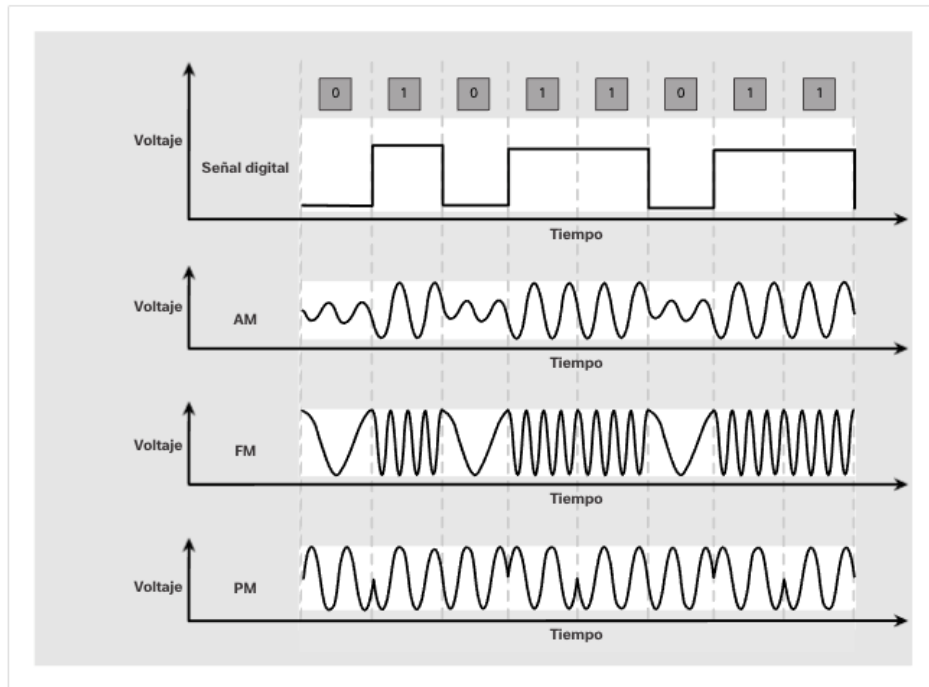 0 1 0 1 1 0 1 1
Voltaje
Señal digital
Tiempo
Voltaje
AM
Tiempo
Voltaje
FM
Tiempo
Voltaje
PM
Tiempo